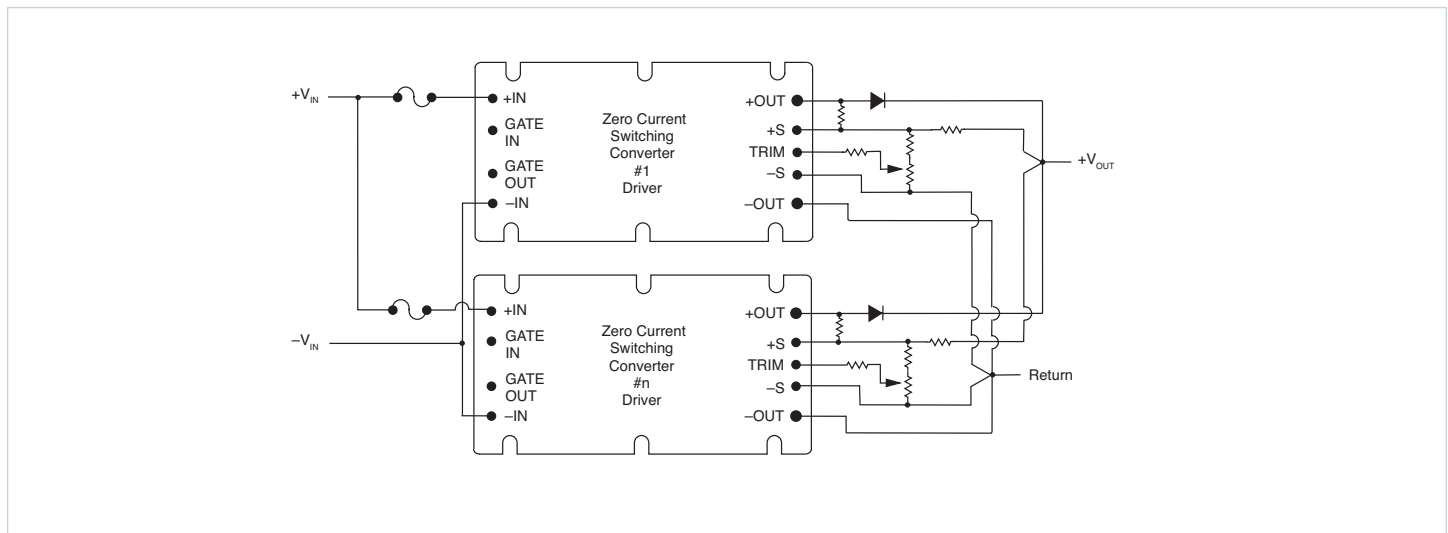 +VIN
+IN
GATE
IN
GATE
OUT
–IN
Zero Current
Switching
Converter
#1
Driver
+OUT
+S
TRIM
–S
–OUT
+VOUT
–VIN
+IN
GATE
IN
GATE
OUT
–IN
Zero Current
Switching
Converter
#n
Driver
+OUT
+S
TRIM
–S
–OUT
Return